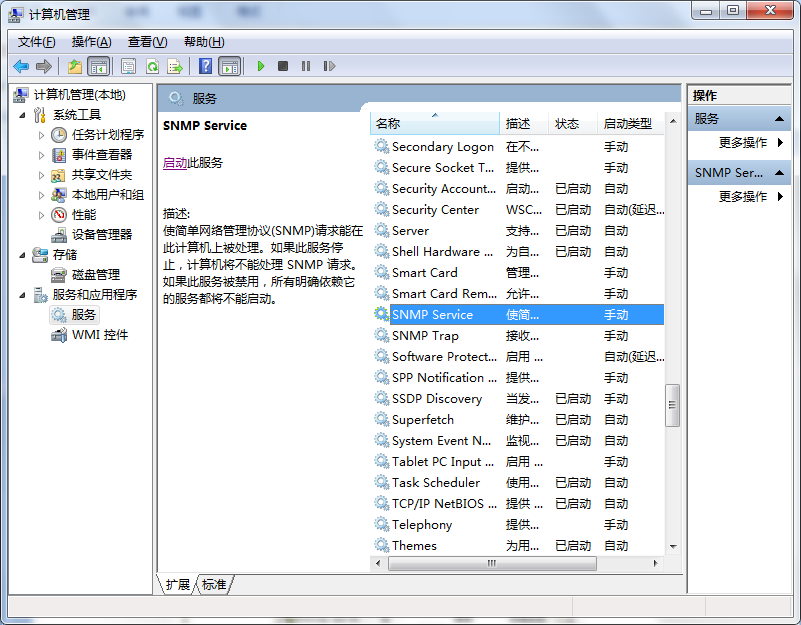 计算机管理
文件(F) 操作(A) 查看(V) 帮助(H)
计算机管理(本地)
系统工具
任务计划程序
事件查看器
共享文件夹
本地用户和组
性能
设备管理器
存储
磁盘管理
服务和应用程序
服务
WMI 控件
服务
SNMP Service
启动此服务
描述:
使简单网络管理协议(SNMP)请求能在
此计算机上被处理。如果此服务停
止，计算机将不能处理 SNMP 请求。
如果此服务被禁用，所有明确依赖它
的服务都将不能启动。
名称 描述 状态 启动类型
Secondary Logon 在不... 手动
Secure Socket T... 提供... 手动
Security Account... 启动... 已启动 自动
Security Center WSC... 已启动 自动(延迟...
Server 支持... 已启动 自动
Shell Hardware ... 为自... 已启动 自动
Smart Card 管理... 手动
Smart Card Rem... 允许... 手动
SNMP Service 使简... 手动
SNMP Trap 接收... 手动
Software Protect... 启用 ... 自动(延迟...
SPP Notification ... 提供... 手动
SSDP Discovery 当发... 已启动 手动
Superfetch 维护... 已启动 自动
System Event N... 监视... 已启动 自动
Tablet PC Input ... 启用 ... 手动
Task Scheduler 使用... 已启动 自动
TCP/IP NetBIOS ... 提供 ... 已启动 自动
Telephony 提供... 手动
Themes 为用... 已启动 自动
扩展 标准
操作
服务
更多操作
SNMP Ser...
更多操作